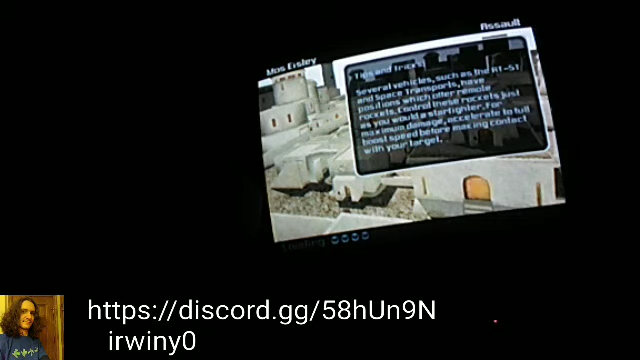 Assault
Mos Eisley
Tips and Tricks
Several vehicles, such as the AT-ST
and Space Transports, have
positions which offer remote
rockets. Control these rockets just
as you would a starfighter, for
maximum damage, accelerate to full
boost speed before making contact
with your target.
Loading
https://discord.gg/58hUn9N
irwiny0